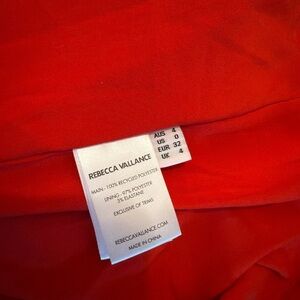 AUS 4
US 0
EUR 32
UK 4
REBECCA VALLANCE
MAIN - 100% RECYCLED POLYESTER
LINING - 97% POLYESTER
3% ELASTANE
EXCLUSIVE OF TRIMS
REBECCAVALLANCE.COM
MADE IN CHINA